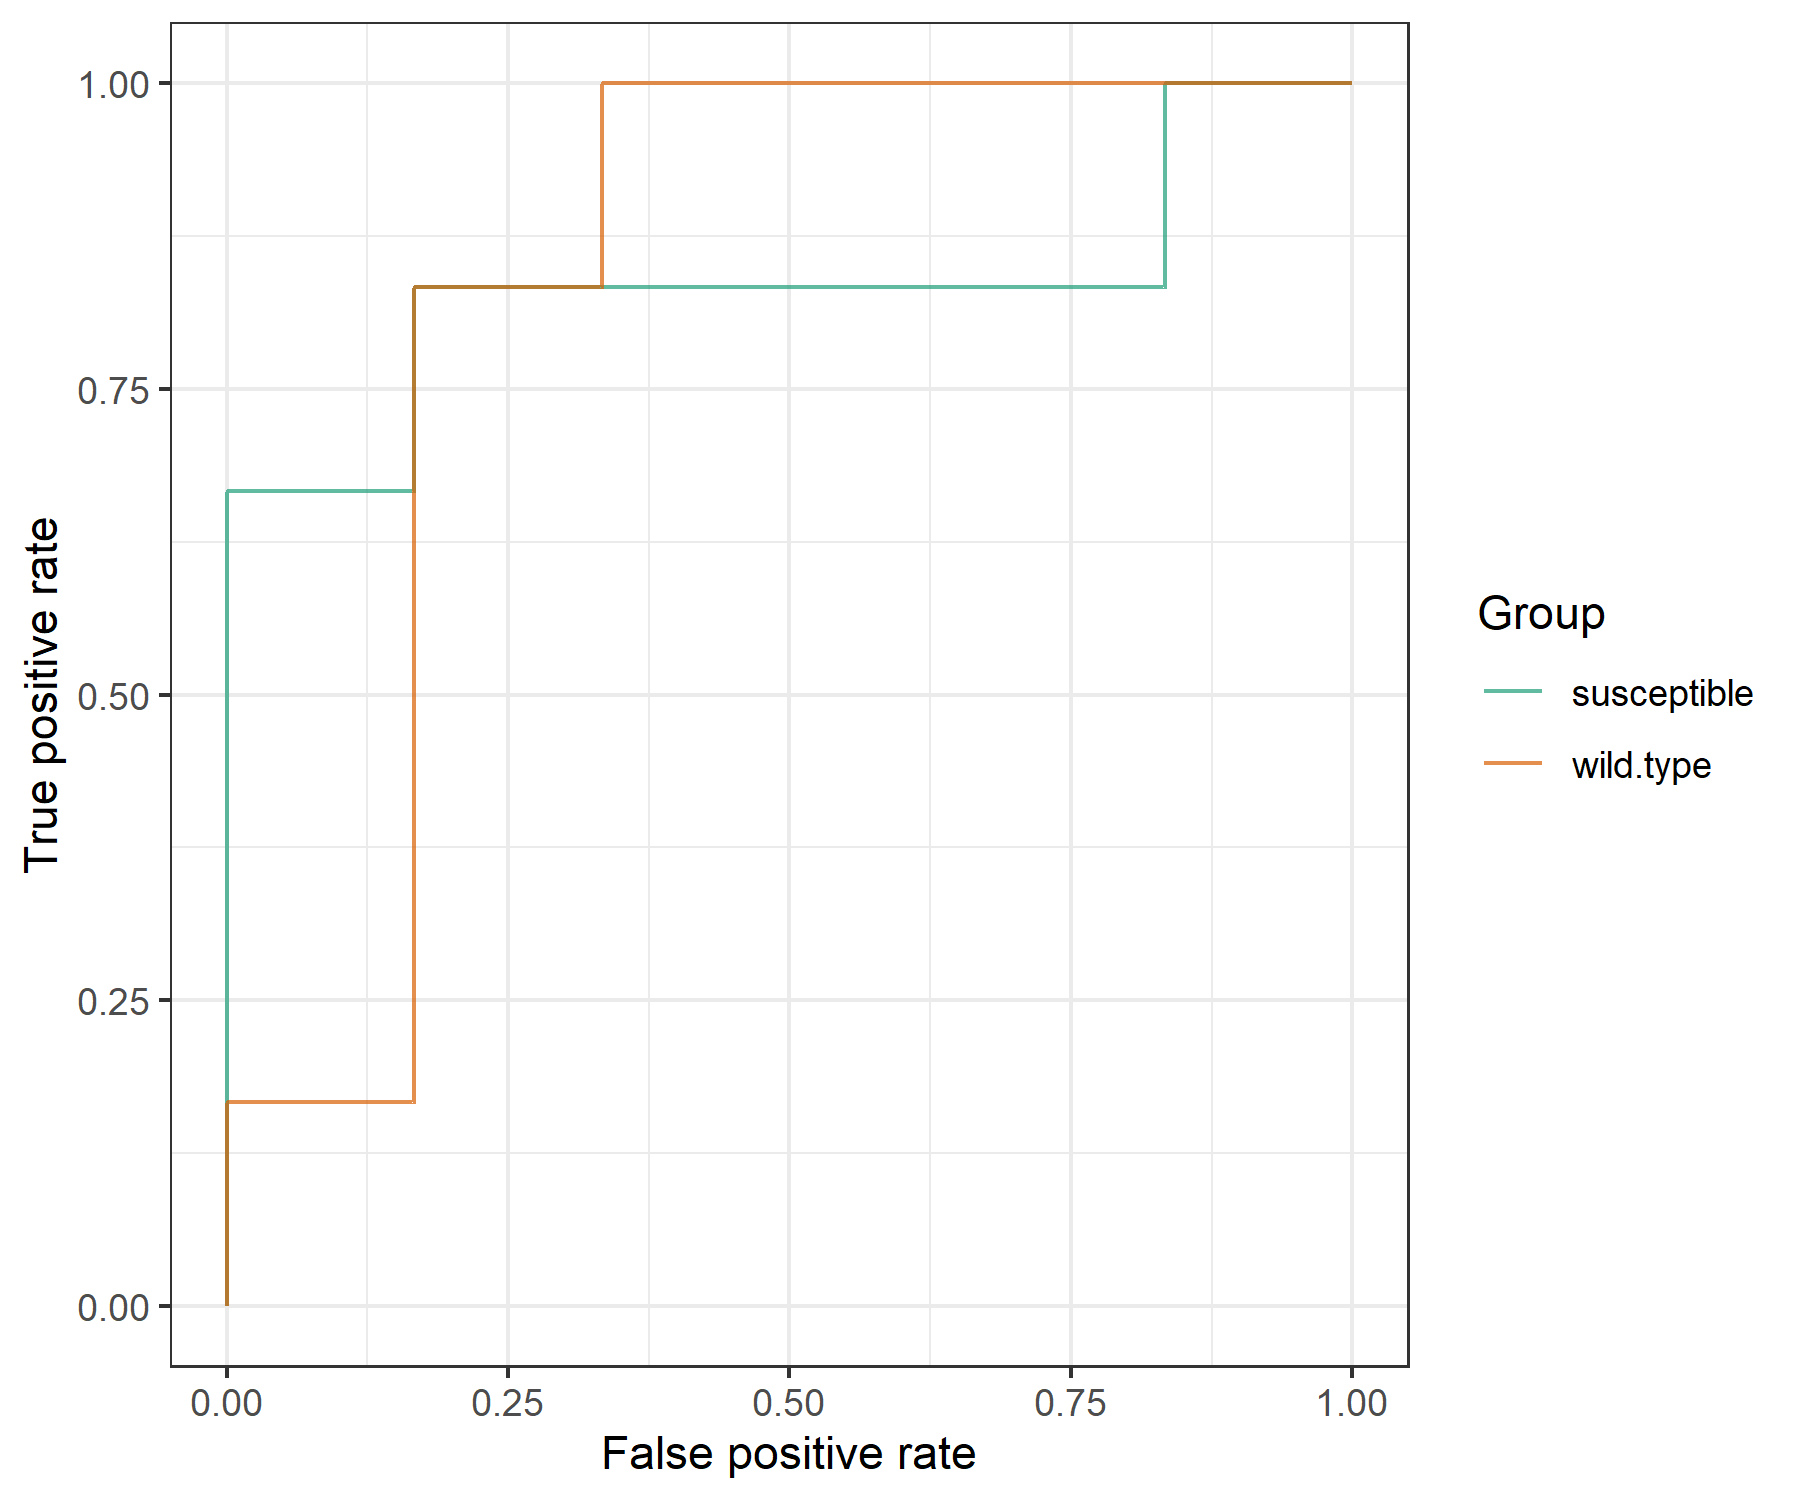 True positive rate
1.00
0.75
0.50
0.25
0.00
0.00 0.25 0.50 0.75 1.00
False positive rate
Group
susceptible
wild.type